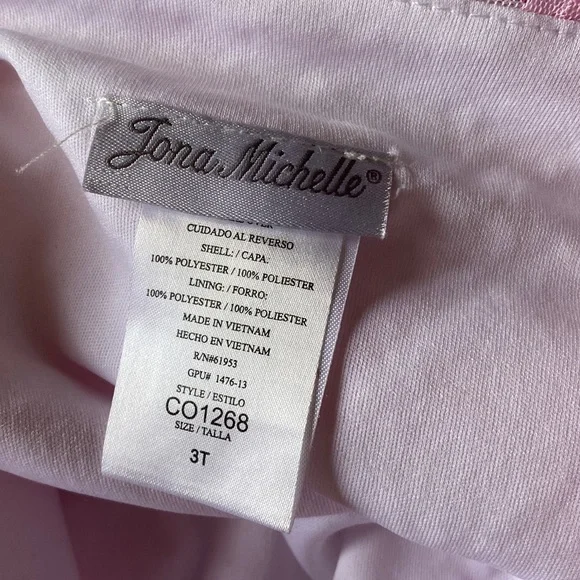 Jona Michelle®
CUIDADO AL REVERSO
SHELL: / CAPA:
100% POLYESTER / 100% POLIESTER
LINING: / FORRO:
100% POLYESTER / 100% POLIESTER
MADE IN VIETNAM
HECHO EN VIETNAM
R/N#61953
GPU# 1476-13
STYLE / ESTILO
CO1268
SIZE / TALLA
3T